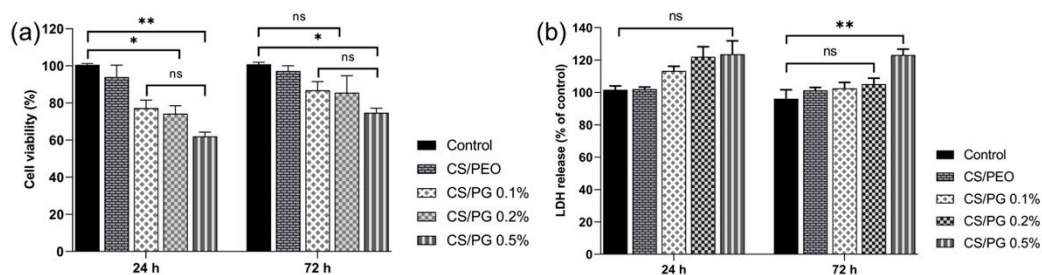 (a)
Cell viability (%)
120
100
80
60
40
20
0
**
*
ns
ns
*
ns
24 h
72 h
Control
CS/PEO
CS/PG 0.1%
CS/PG 0.2%
CS/PG 0.5%
(b)
LDH release (% of control)
140
120
100
80
60
40
20
0
ns
**
ns
24 h
72 h
Control
CS/PEO
CS/PG 0.1%
CS/PG 0.2%
CS/PG 0.5%